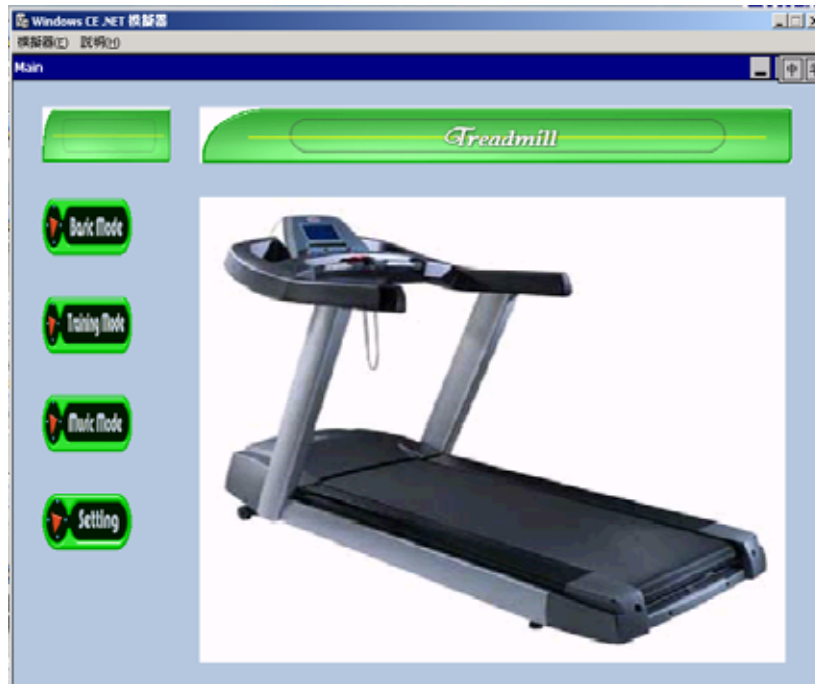 Windows CE .NET 模擬器
模擬器(E) 說明(H)
Main
中
Treadmill
Basic Mode
Training Mode
Music Mode
Setting